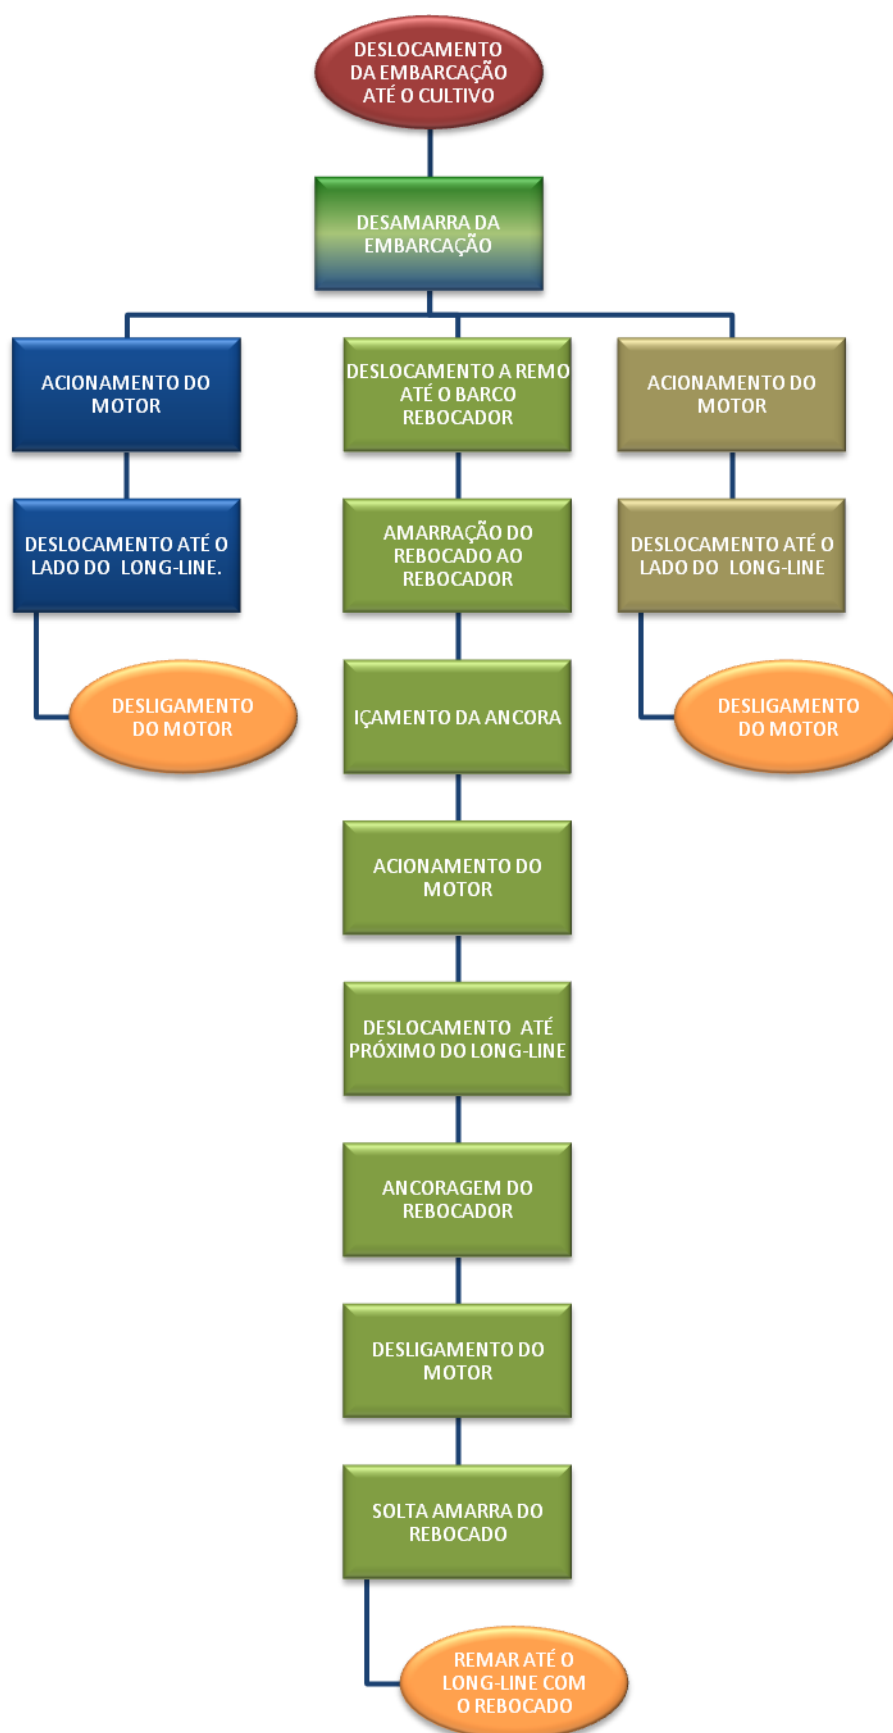 DESLOCAMENTO
DA EMBARCAÇÃO
ATÉ O CULTIVO
DESAMARRA DA
EMBARCAÇÃO
ACIONAMENTO DO
MOTOR
DESLOCAMENTO ATÉ O
LADO DO LONG-LINE.
DESLIGAMENTO
DO MOTOR
DESLOCAMENTO A REMO
ATÉ O BARCO
REBOCADOR
AMARRAÇÃO DO
REBOCADO AO
REBOCADOR
IÇAMENTO DA ANCORA
ACIONAMENTO DO
MOTOR
DESLOCAMENTO ATÉ
PRÓXIMO DO LONG-LINE
ANCORAGEM DO
REBOCADOR
DESLIGAMENTO DO
MOTOR
SOLTA AMARRA DO
REBOCADO
REMAR ATÉ O
LONG-LINE COM
O REBOCADO
ACIONAMENTO DO
MOTOR
DESLOCAMENTO ATÉ O
LADO DO LONG-LINE
DESLIGAMENTO
DO MOTOR